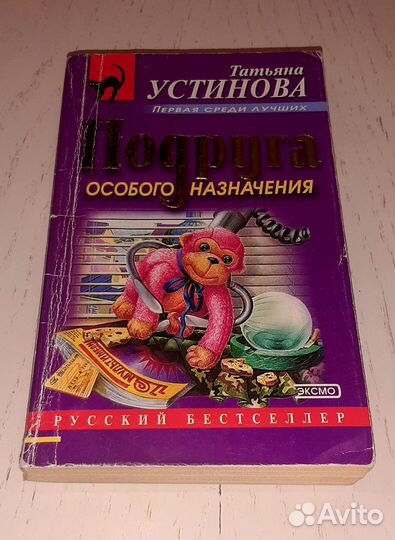 Татьяна
УСТИНОВА
ПЕРВАЯ СРЕДИ ЛУЧШИХ
Подруга
ОСОБОГО НАЗНАЧЕНИЯ
ЭКСМО
РУССКИЙ БЕСТСЕЛЛЕР
Avito